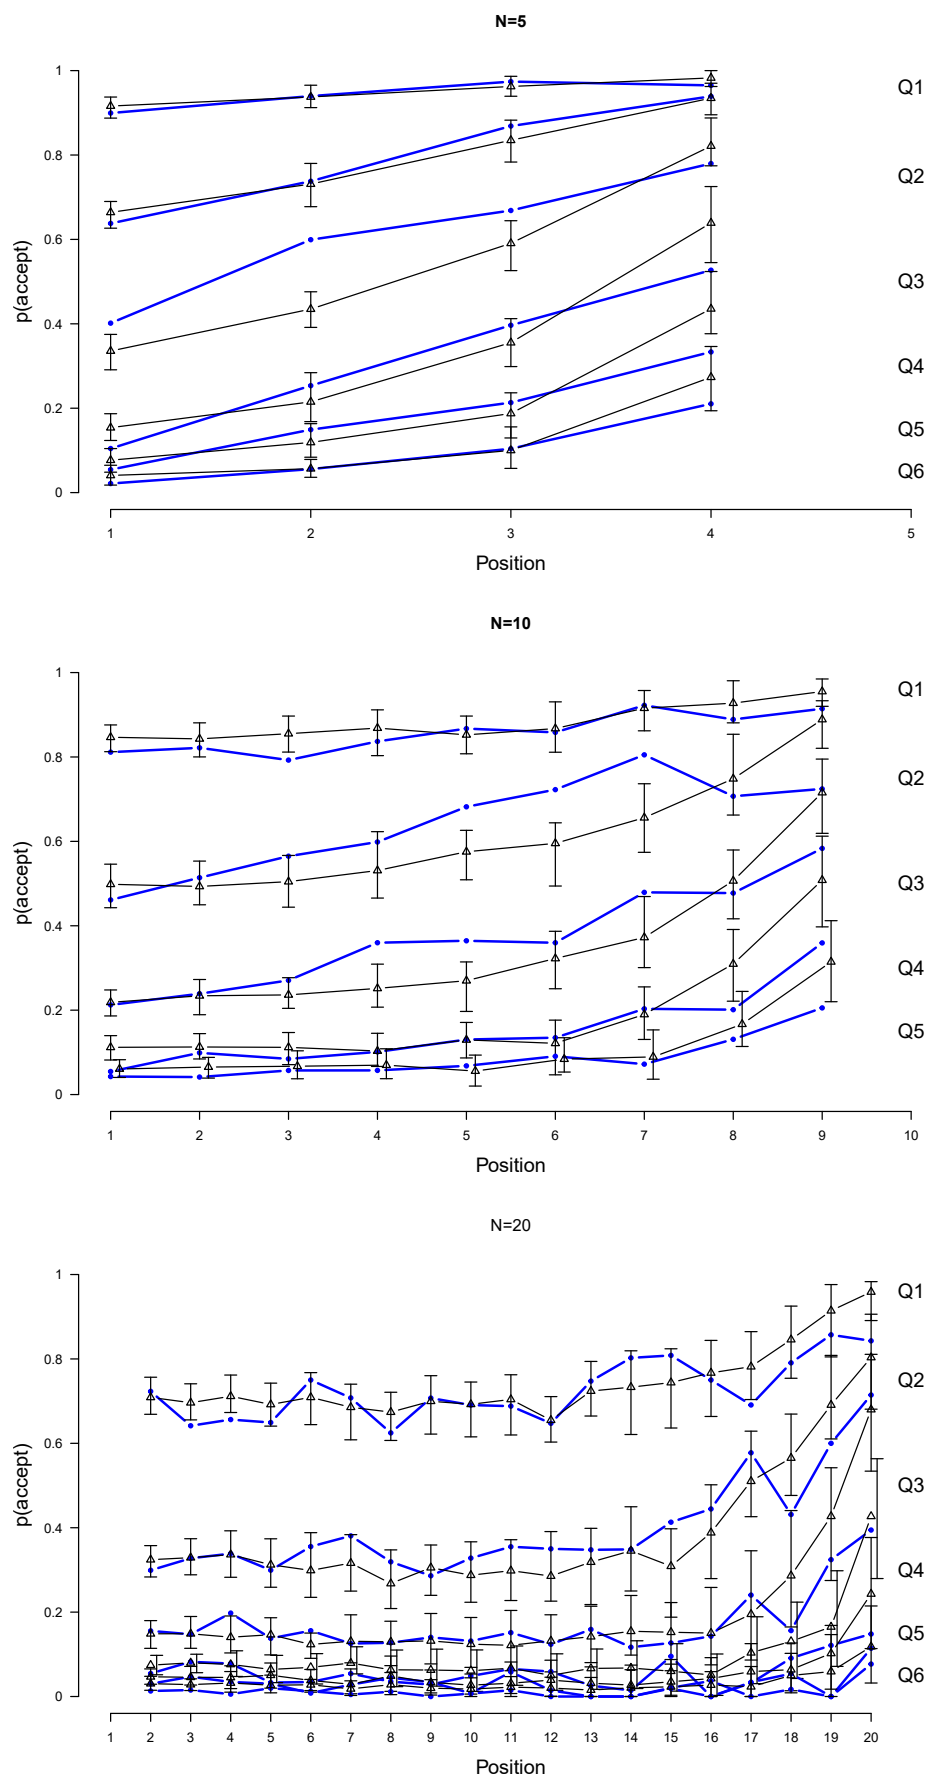 N=5
1
0.8
0.6
0.4
0.2
0
p(accept)
Q1
Q2
Q3
Q4
Q5
Q6
1 2 3 4 5
Position
N=10
1
0.8
0.6
0.4
0.2
0
p(accept)
Q1
Q2
Q3
Q4
Q5
1 2 3 4 5 6 7 8 9 10
Position
N=20
1
0.8
0.6
0.4
0.2
0
p(accept)
Q1
Q2
Q3
Q4
Q5
Q6
1 2 3 4 5 6 7 8 9 10 11 12 13 14 15 16 17 18 19 20
Position